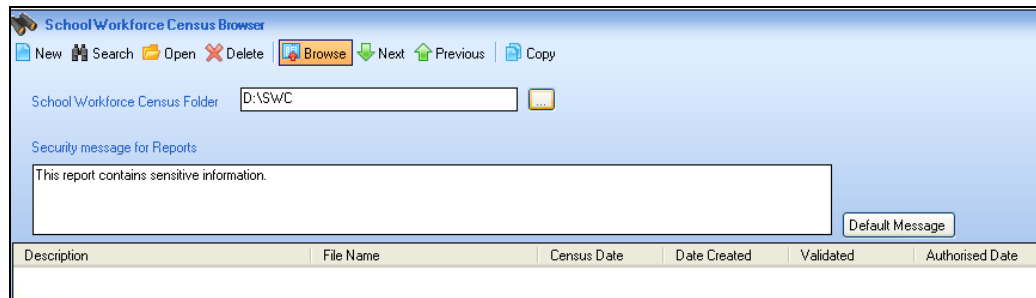 School Workforce Census Browser
New Search Open Delete Browse Next Previous Copy
School Workforce Census Folder D:\SWC ...
Security message for Reports
This report contains sensitive information.
Default Message
Description File Name Census Date Date Created Validated Authorised Date